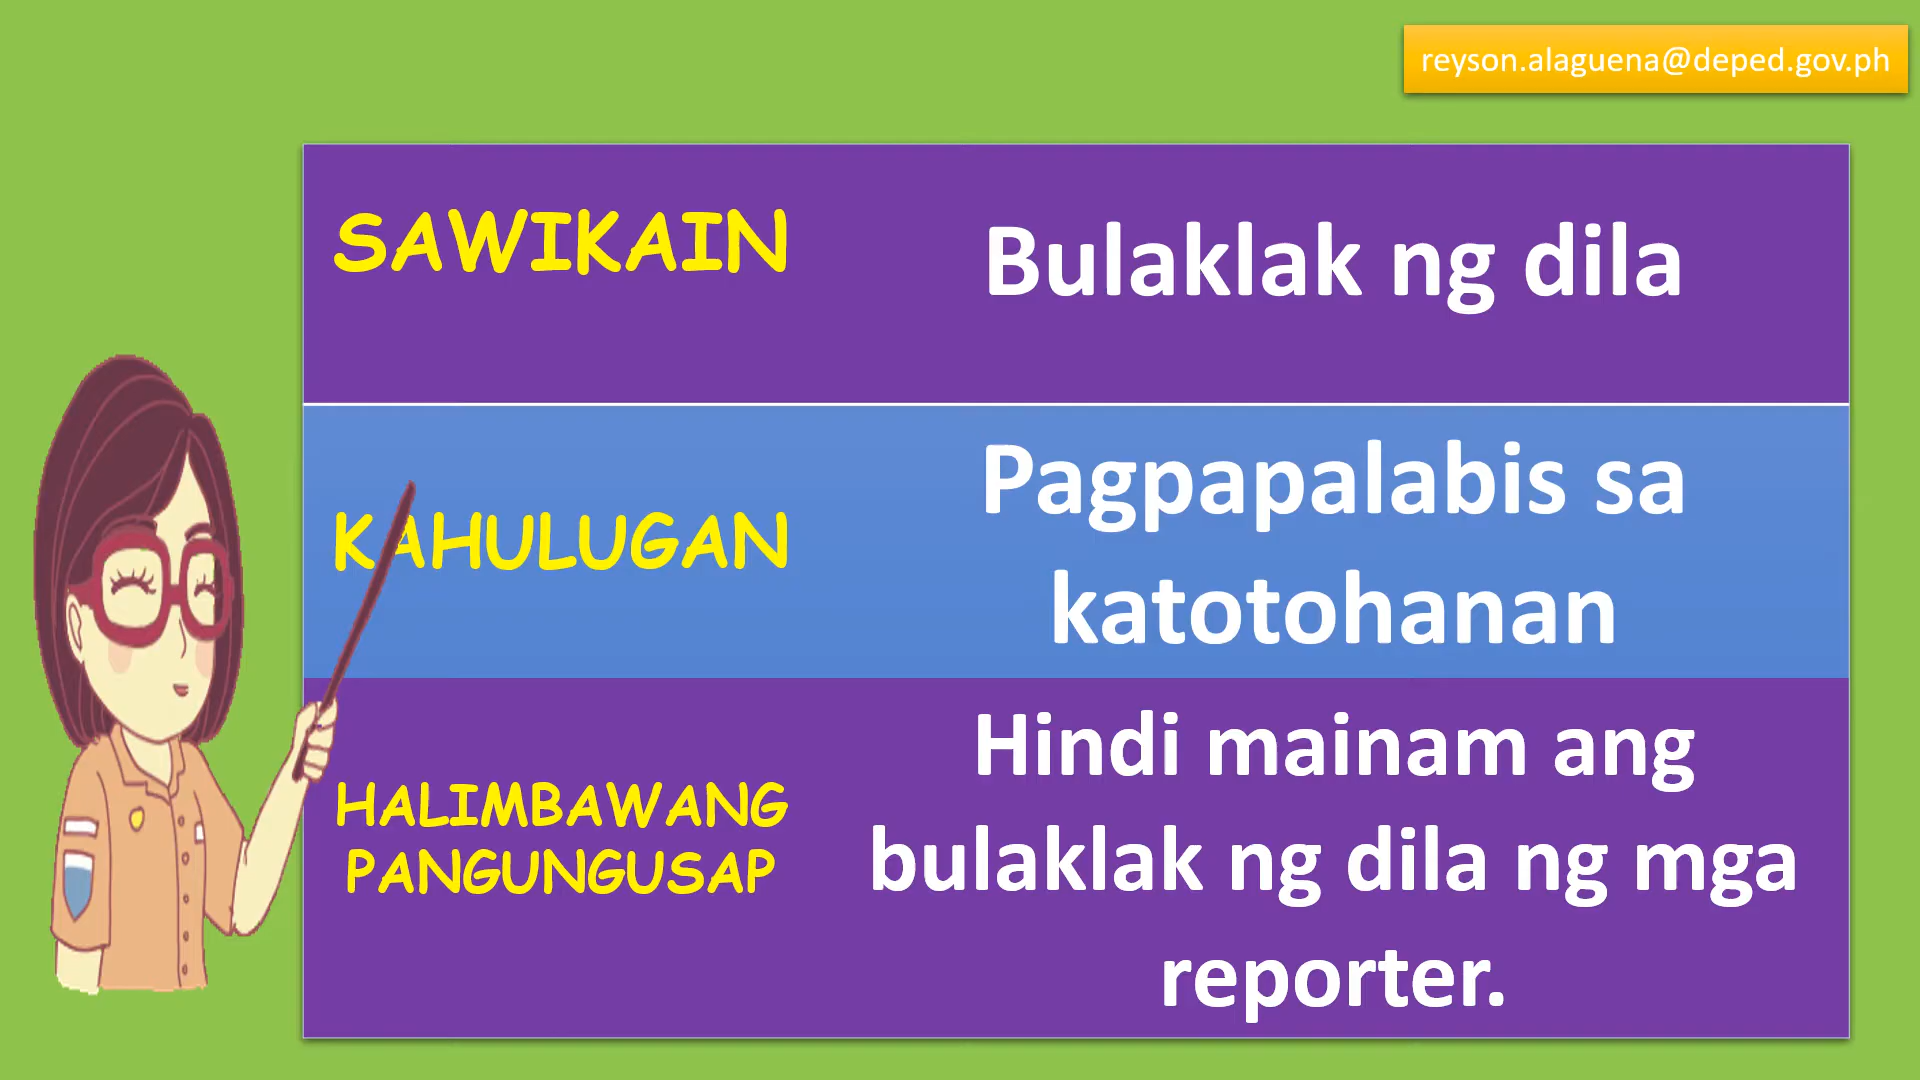 reyson.alaguena@deped.gov.ph
SAWIKAIN
Bulaklak ng dila
KAHULUGAN
Pagpapalabis sa
katotohanan
HALIMBAWANG
PANGUNGUSAP
Hindi mainam ang
bulaklak ng dila ng mga
reporter.